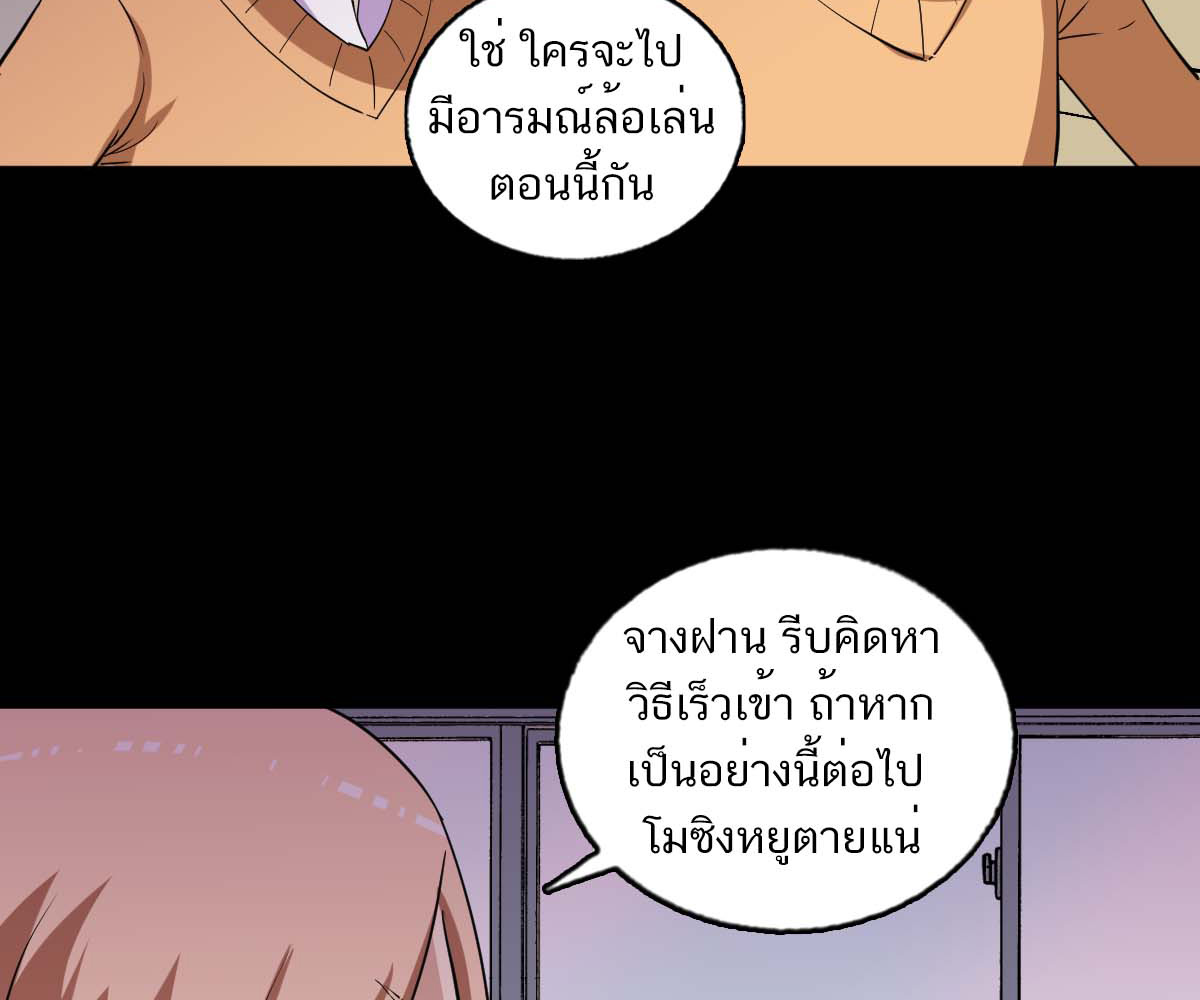 ใช่ ใครจะไป
มีอารมณ์ล้อเล่น
ตอนนี้กัน
จางฝาน รีบคิดหา
วิธีเร็วเข้า ถ้าหาก
เป็นอย่างนี้ต่อไป
โมซิงหยูตายแน่